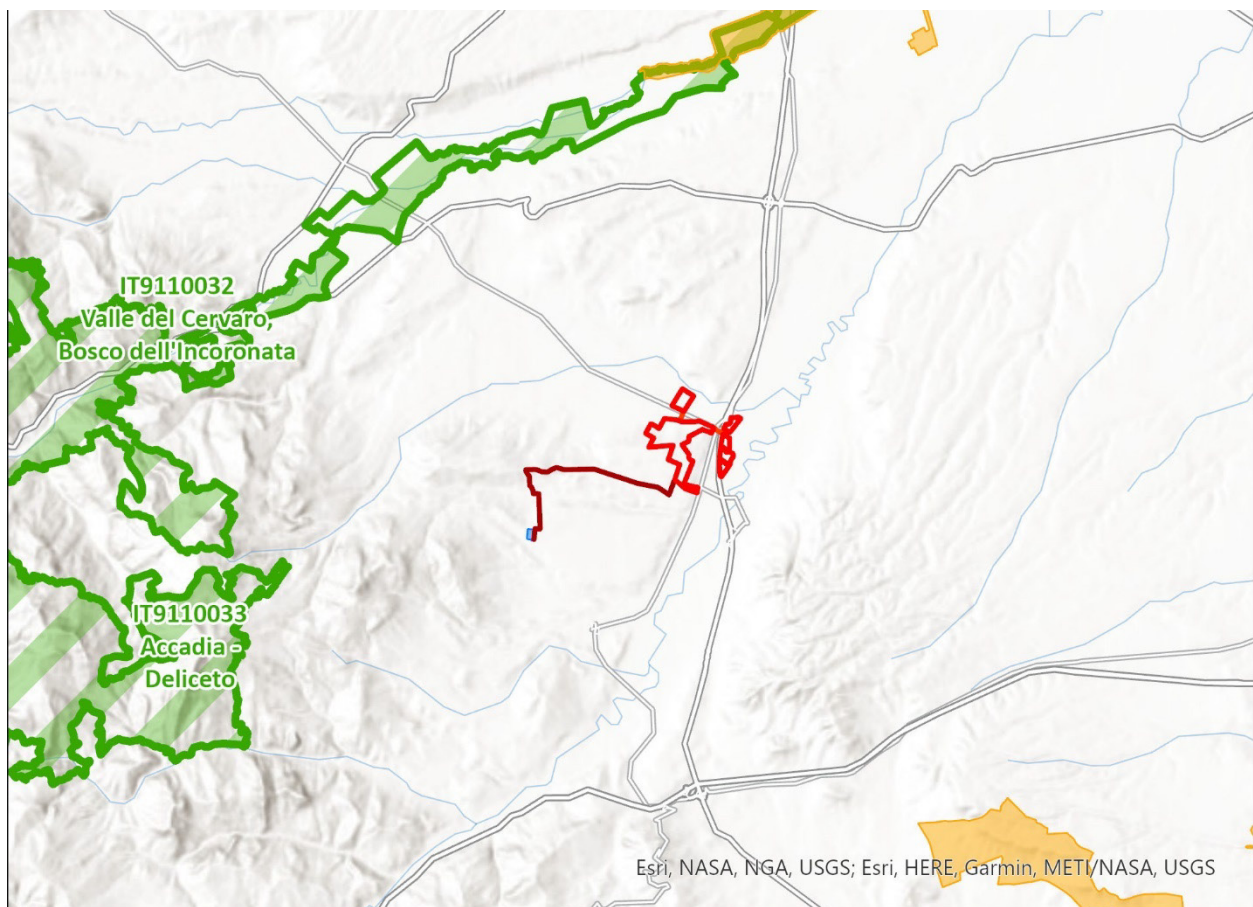 IT9110032
Valle del Cervaro,
Bosco dell'Incoronata
IT9110033
Accadia -
Deliceto
Esri, NASA, NGA, USGS; Esri, HERE, Garmin, METI/NASA, USGS